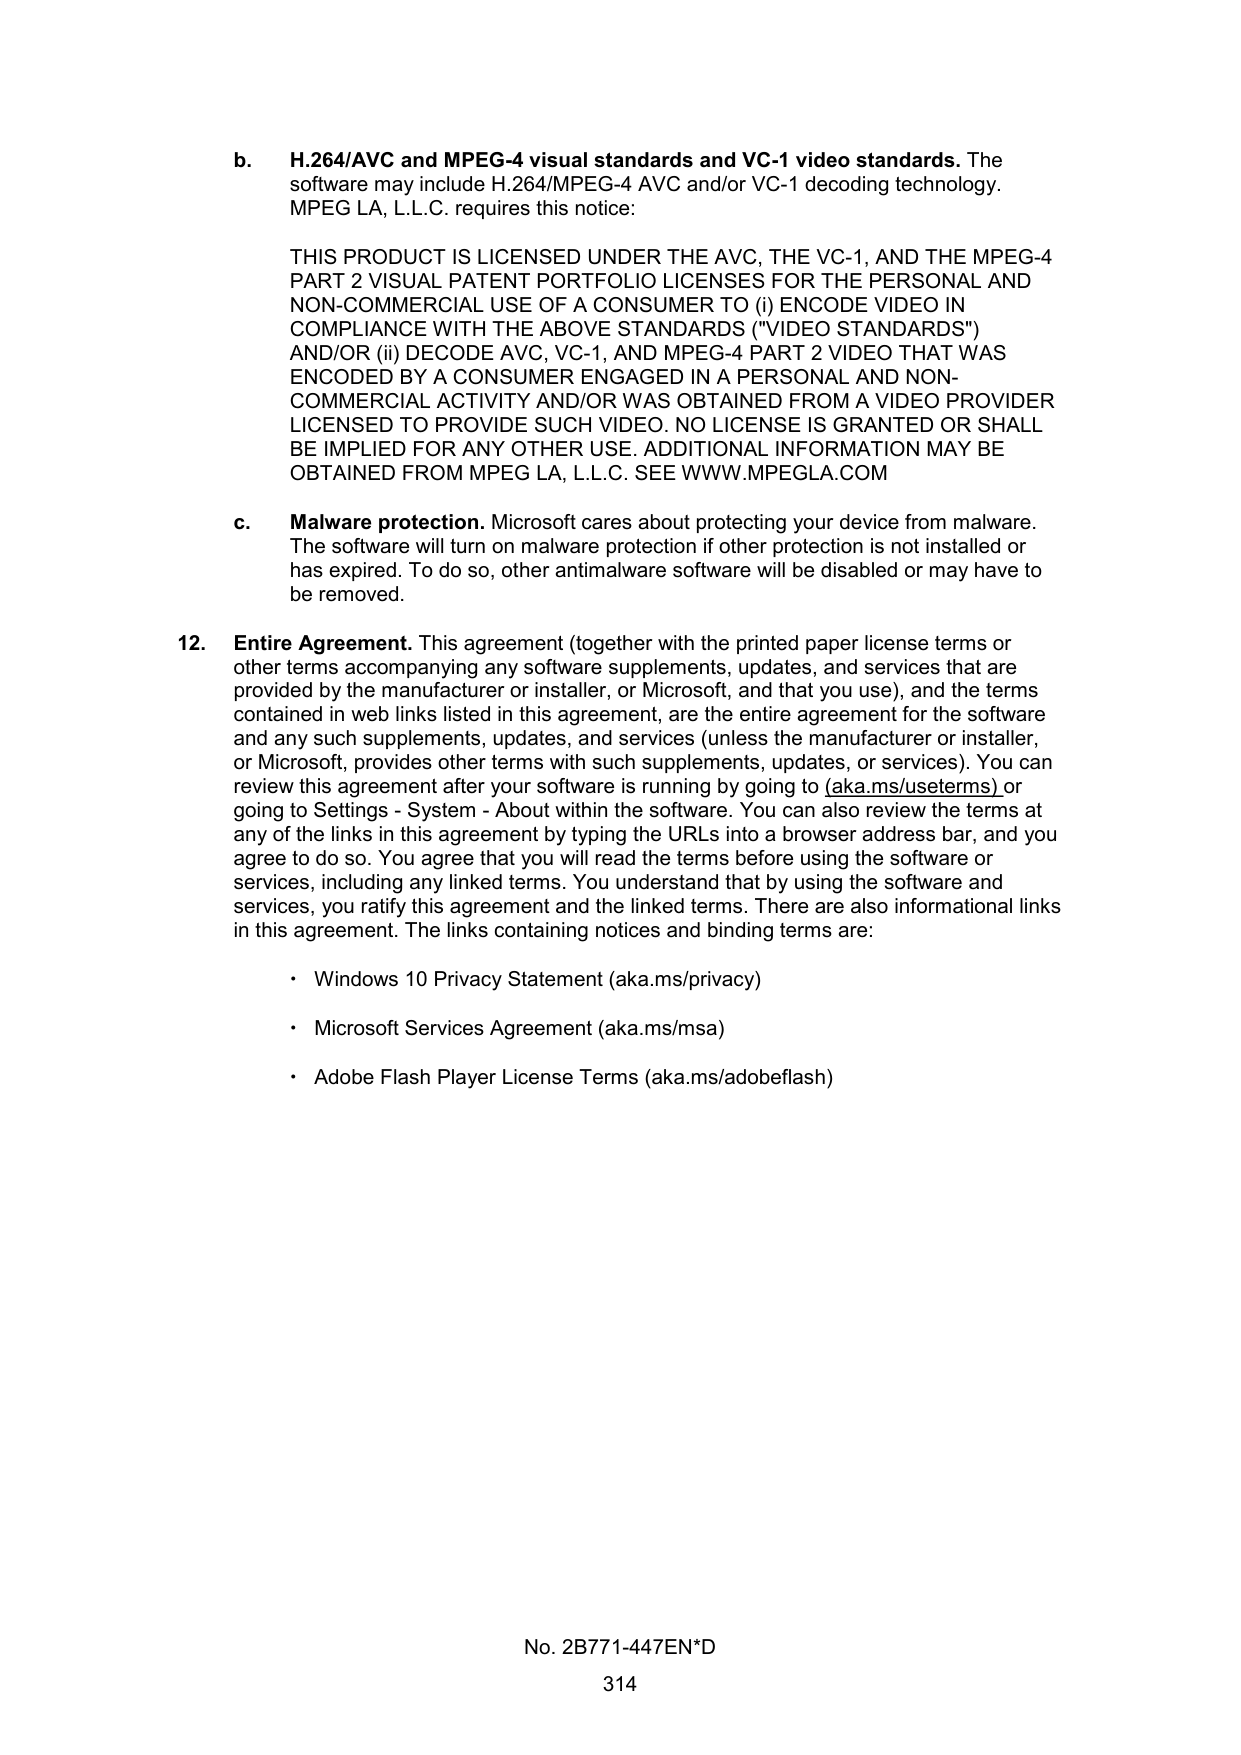 b. H.264/AVC and MPEG-4 visual standards and VC-1 video standards. The
software may include H.264/MPEG-4 AVC and/or VC-1 decoding technology.
MPEG LA, L.L.C. requires this notice:
THIS PRODUCT IS LICENSED UNDER THE AVC, THE VC-1, AND THE MPEG-4
PART 2 VISUAL PATENT PORTFOLIO LICENSES FOR THE PERSONAL AND
NON-COMMERCIAL USE OF A CONSUMER TO (i) ENCODE VIDEO IN
COMPLIANCE WITH THE ABOVE STANDARDS ("VIDEO STANDARDS")
AND/OR (ii) DECODE AVC, VC-1, AND MPEG-4 PART 2 VIDEO THAT WAS
ENCODED BY A CONSUMER ENGAGED IN A PERSONAL AND NON-
COMMERCIAL ACTIVITY AND/OR WAS OBTAINED FROM A VIDEO PROVIDER
LICENSED TO PROVIDE SUCH VIDEO. NO LICENSE IS GRANTED OR SHALL
BE IMPLIED FOR ANY OTHER USE. ADDITIONAL INFORMATION MAY BE
OBTAINED FROM MPEG LA, L.L.C. SEE WWW.MPEGLA.COM
c. Malware protection. Microsoft cares about protecting your device from malware.
The software will turn on malware protection if other protection is not installed or
has expired. To do so, other antimalware software will be disabled or may have to
be removed.
12. Entire Agreement. This agreement (together with the printed paper license terms or
other terms accompanying any software supplements, updates, and services that are
provided by the manufacturer or installer, or Microsoft, and that you use), and the terms
contained in web links listed in this agreement, are the entire agreement for the software
and any such supplements, updates, and services (unless the manufacturer or installer,
or Microsoft, provides other terms with such supplements, updates, or services). You can
review this agreement after your software is running by going to (aka.ms/useterms) or
going to Settings - System - About within the software. You can also review the terms at
any of the links in this agreement by typing the URLs into a browser address bar, and you
agree to do so. You agree that you will read the terms before using the software or
services, including any linked terms. You understand that by using the software and
services, you ratify this agreement and the linked terms. There are also informational links
in this agreement. The links containing notices and binding terms are:
・ Windows 10 Privacy Statement (aka.ms/privacy)
・ Microsoft Services Agreement (aka.ms/msa)
・ Adobe Flash Player License Terms (aka.ms/adobeflash)
No. 2B771-447EN*D
314